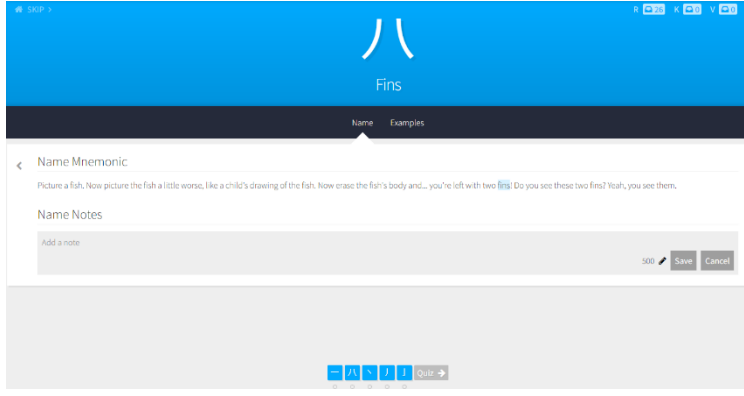 SKIP >
R 26 K 0 V 0
八
Fins
Name Examples
Name Mnemonic
Picture a fish. Now picture the fish a little worse, like a child's drawing of the fish. Now erase the fish's body and... you're left with two fins! Do you see these two fins? Yeah, you see them.
Name Notes
Add a note
500 Save Cancel
一 八 丶 丿 亅 Quiz →